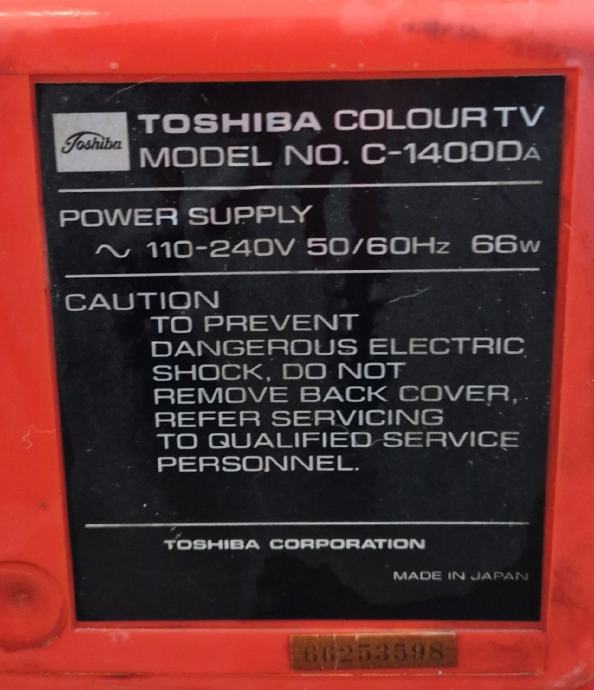 Toshiba
TOSHIBA COLOUR TV
MODEL NO. C-1400DA
POWER SUPPLY
~ 110-240V 50/60Hz 66W
CAUTION
TO PREVENT
DANGEROUS ELECTRIC
SHOCK, DO NOT
REMOVE BACK COVER,
REFER SERVICING
TO QUALIFIED SERVICE
PERSONNEL.
TOSHIBA CORPORATION
MADE IN JAPAN
66253598